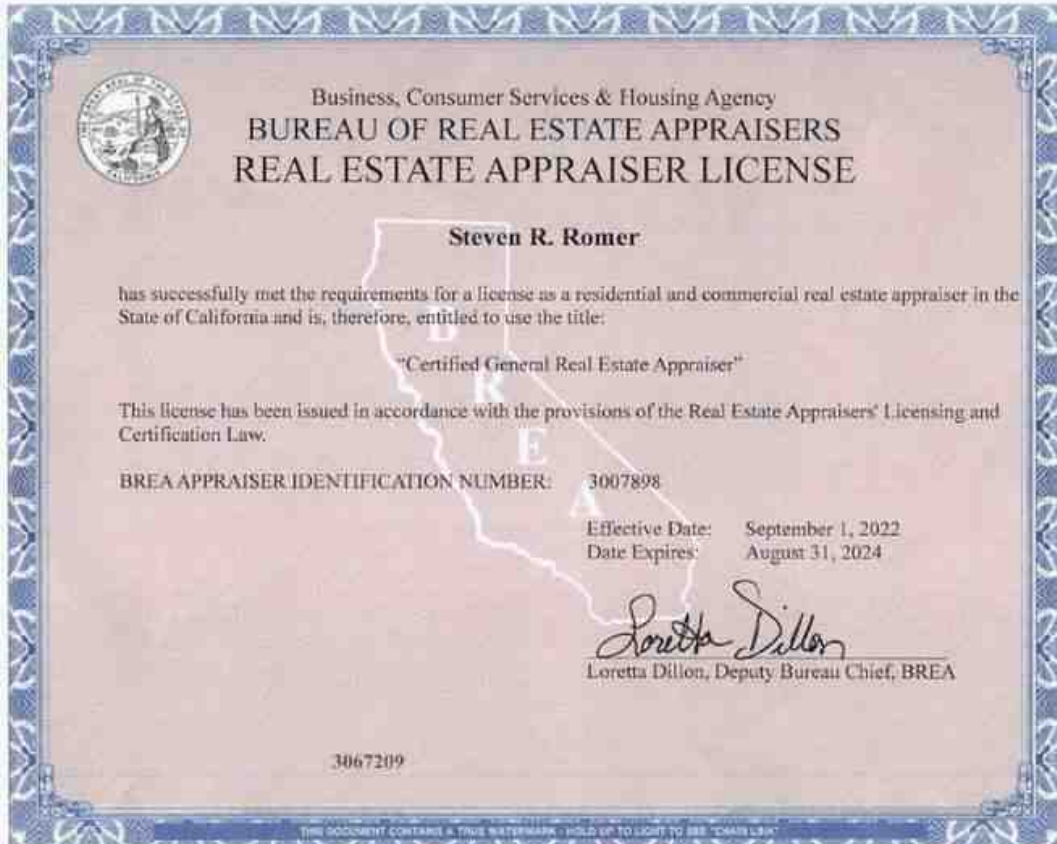 Business, Consumer Services & Housing Agency
BUREAU OF REAL ESTATE APPRAISERS
REAL ESTATE APPRAISER LICENSE
Steven R. Romer
has successfully met the requirements for a license as a residential and commercial real estate appraiser in the
State of California and is, therefore, entitled to use the title:
"Certified General Real Estate Appraiser"
This license has been issued in accordance with the provisions of the Real Estate Appraisers' Licensing and
Certification Law.
B
R
E
A
BREA APPRAISER IDENTIFICATION NUMBER: 3007898
Effective Date: September 1, 2022
Date Expires: August 31, 2024
Loretta Dillon
Loretta Dillon, Deputy Bureau Chief, BREA
3067209
THIS DOCUMENT CONTAINS A TRUE WATERMARK - HOLD UP TO LIGHT TO SEE "CHAIN LINK"